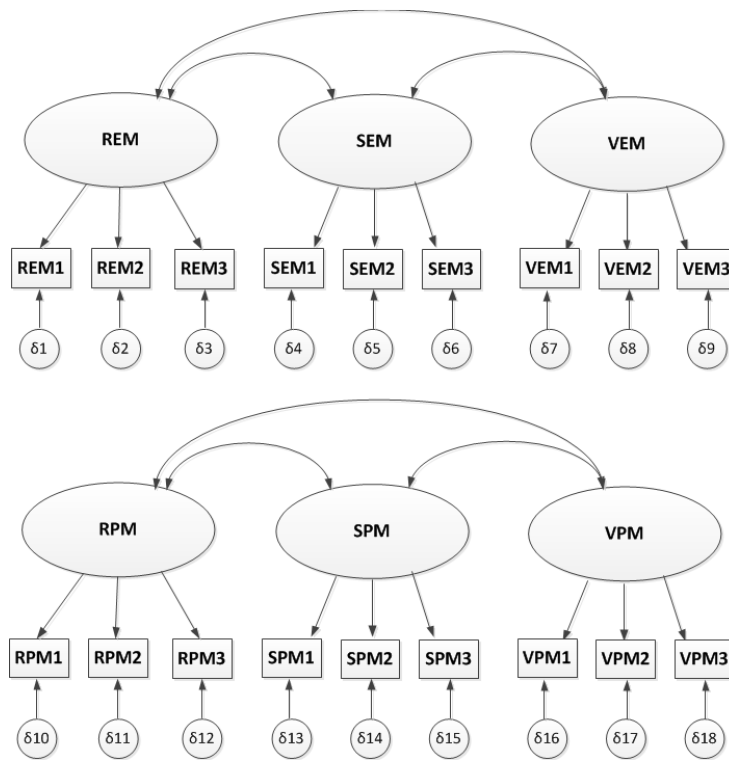 REM SEM VEM
REM1 REM2 REM3 SEM1 SEM2 SEM3 VEM1 VEM2 VEM3
δ1 δ2 δ3 δ4 δ5 δ6 δ7 δ8 δ9
RPM SPM VPM
RPM1 RPM2 RPM3 SPM1 SPM2 SPM3 VPM1 VPM2 VPM3
δ10 δ11 δ12 δ13 δ14 δ15 δ16 δ17 δ18